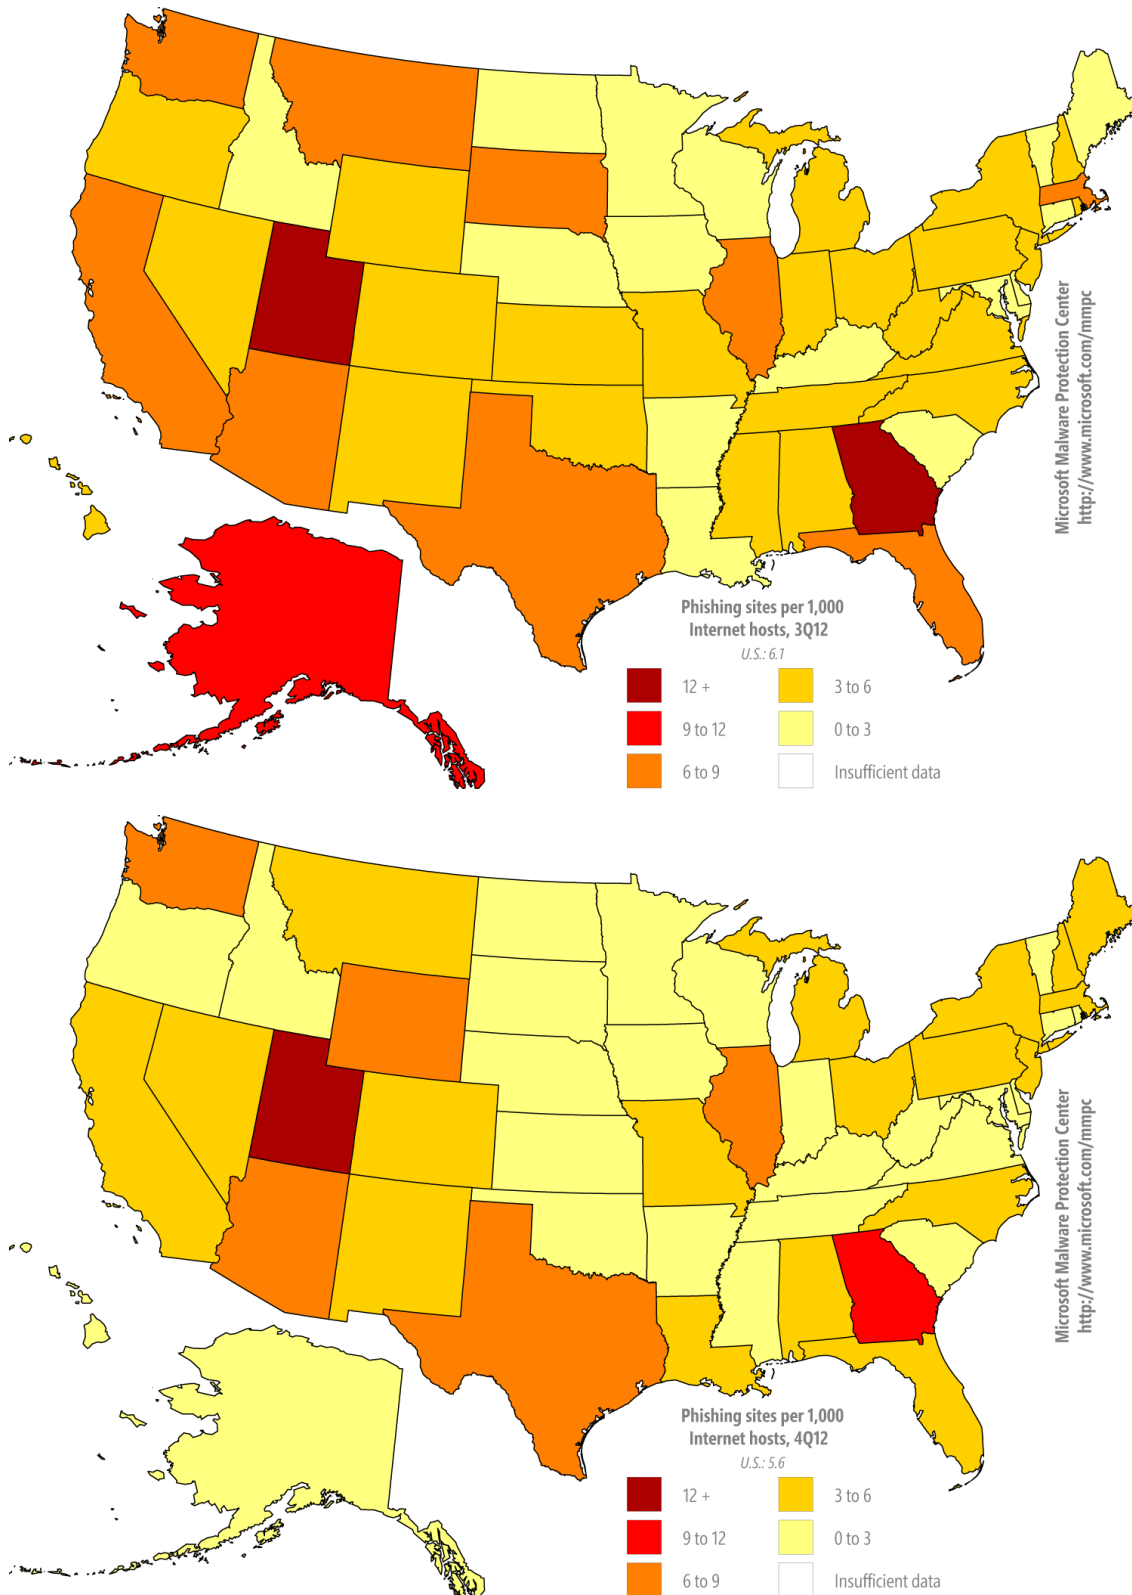 Microsoft Malware Protection Center
http://www.microsoft.com/mmpc
Phishing sites per 1,000
Internet hosts, 3Q12
U.S.: 6.1
12 +
3 to 6
9 to 12
0 to 3
6 to 9
Insufficient data
Microsoft Malware Protection Center
http://www.microsoft.com/mmpc
Phishing sites per 1,000
Internet hosts, 4Q12
U.S.: 5.6
12 +
3 to 6
9 to 12
0 to 3
6 to 9
Insufficient data